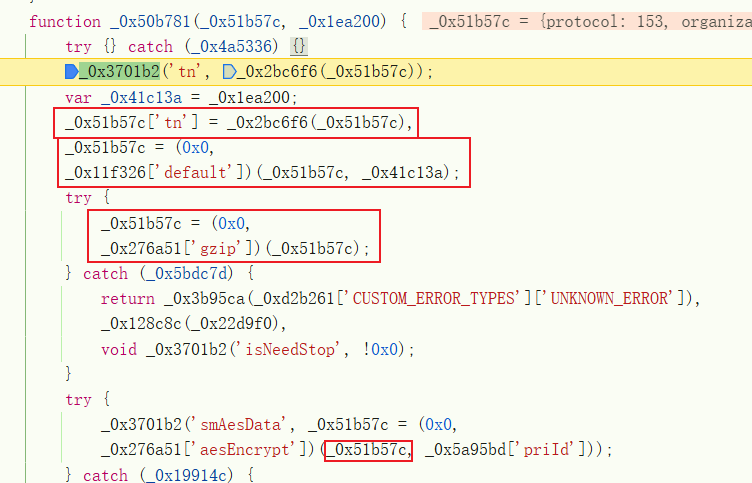 function _0x50b781(_0x51b57c, _0x1ea200) { _0x51b57c = {protocol: 153, organiza
try {} catch (_0x4a5336) {}
_0x3701b2('tn', _0x2bc6f6(_0x51b57c));
var _0x41c13a = _0x1ea200;
_0x51b57c['tn'] = _0x2bc6f6(_0x51b57c),
_0x51b57c = (0x0,
_0x11f326['default'])(_0x51b57c, _0x41c13a);
try {
_0x51b57c = (0x0,
_0x276a51['gzip'])(_0x51b57c);
} catch (_0x5bdc7d) {
return _0x3b95ca(_0xd2b261['CUSTOM_ERROR_TYPES']['UNKNOWN_ERROR']),
_0x128c8c(_0x22d9f0),
void _0x3701b2('isNeedStop', !0x0);
}
try {
_0x3701b2('smAesData', _0x51b57c = (0x0,
_0x276a51['aesEncrypt'])(_0x51b57c, _0x5a95bd['priId']));
} catch (_0x19914c) {